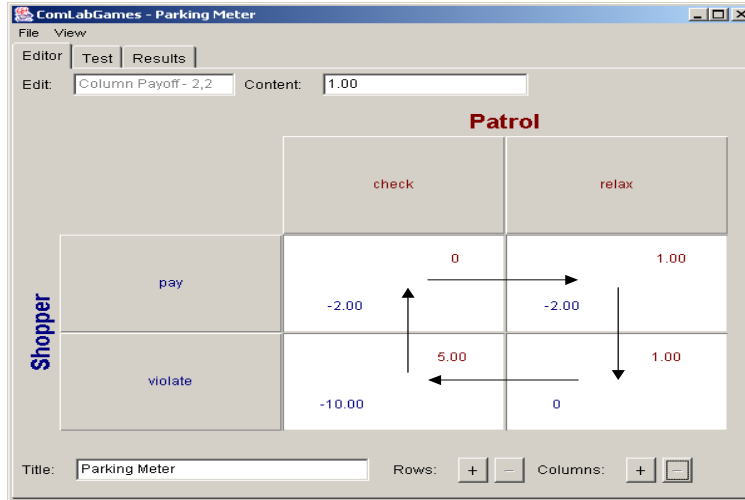 ComLabGames - Parking Meter
File View
Editor Test Results
Edit: Column Payoff - 2,2 Content: 1.00
Patrol
check relax
Shopper
pay
0 1.00
-2.00 -2.00
violate
5.00 1.00
-10.00 0
Title: Parking Meter Rows: + - Columns: + -